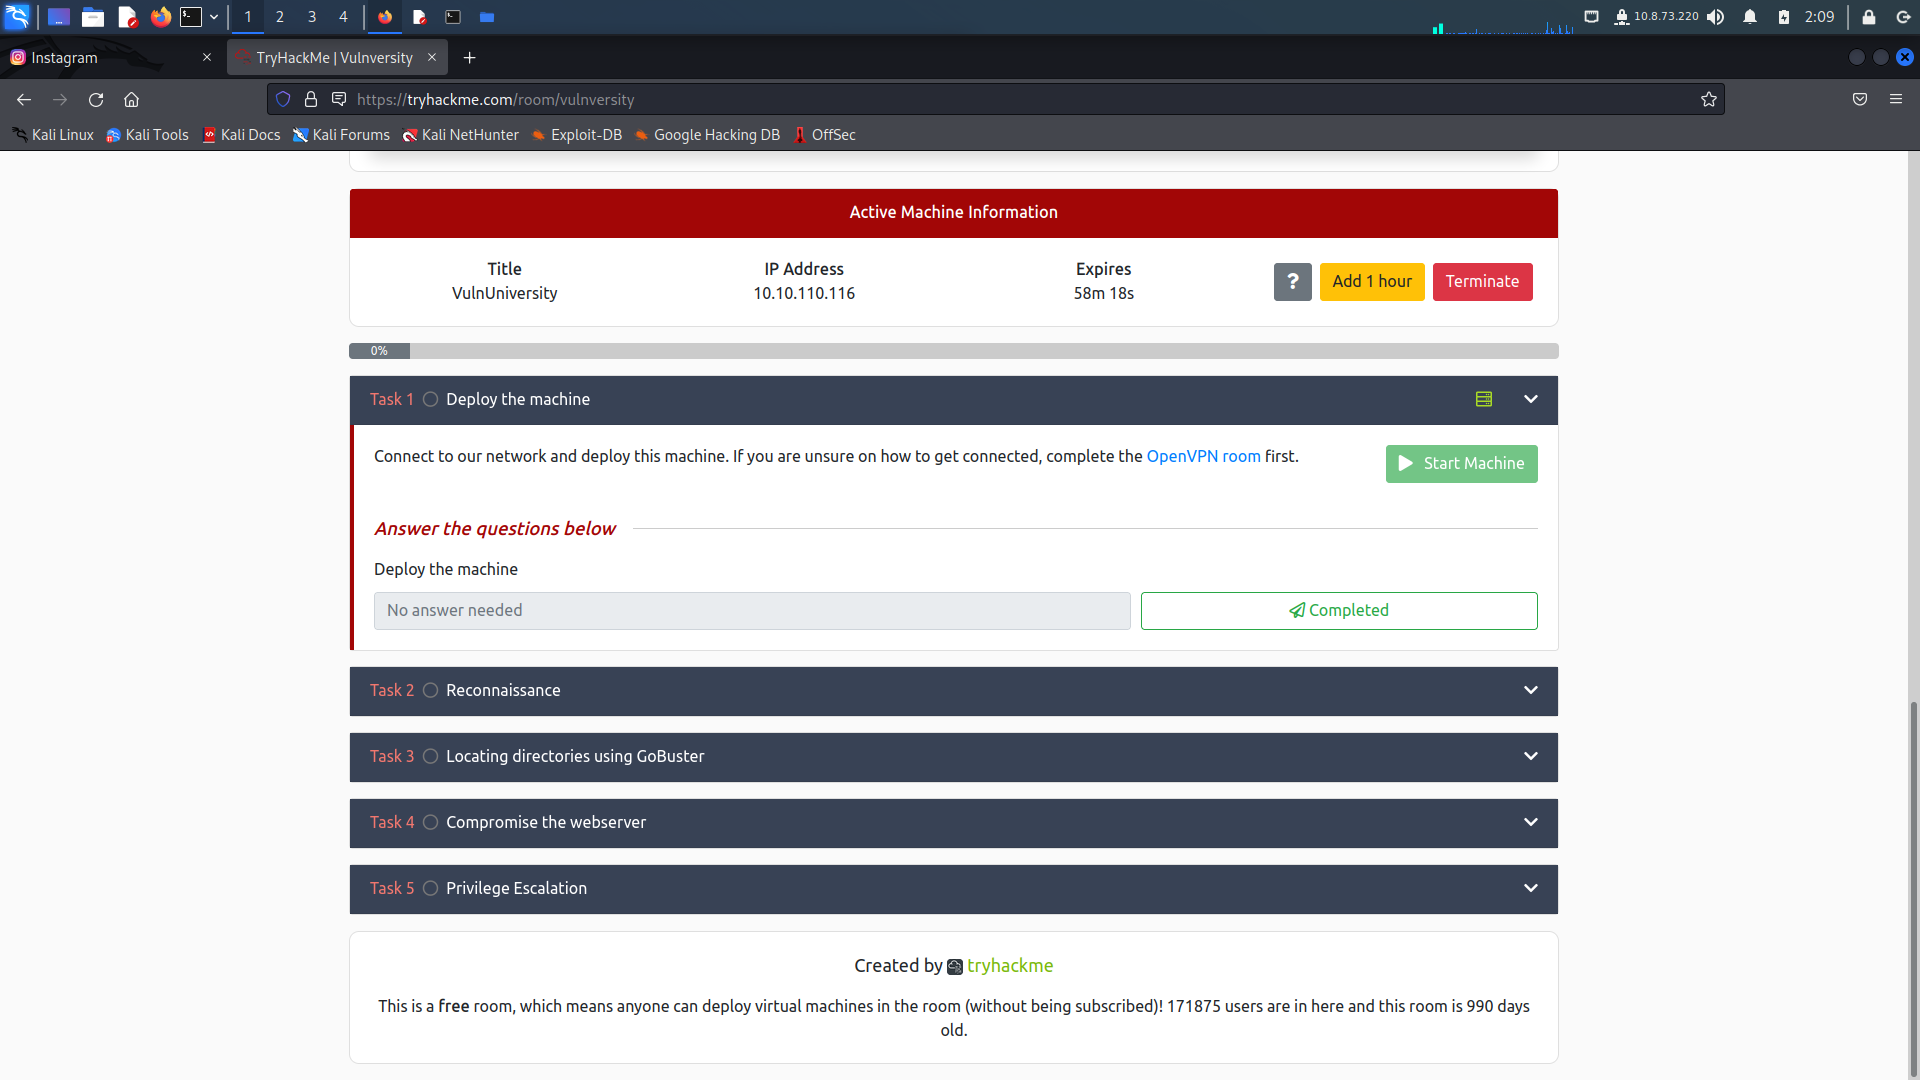 1 2 3 4 10.8.73.220 2:09
Instagram TryHackMe | Vulnversity
https://tryhackme.com/room/vulnversity
Kali Linux Kali Tools Kali Docs Kali Forums Kali NetHunter Exploit-DB Google Hacking DB OffSec
Active Machine Information
Title IP Address Expires
VulnUniversity 10.10.110.116 58m 18s
? Add 1 hour Terminate
0%
Task 1 Deploy the machine
Connect to our network and deploy this machine. If you are unsure on how to get connected, complete the OpenVPN room first.
Start Machine
Answer the questions below
Deploy the machine
No answer needed Completed
Task 2 Reconnaissance
Task 3 Locating directories using GoBuster
Task 4 Compromise the webserver
Task 5 Privilege Escalation
Created by tryhackme
This is a free room, which means anyone can deploy virtual machines in the room (without being subscribed)! 171875 users are in here and this room is 990 days
old.